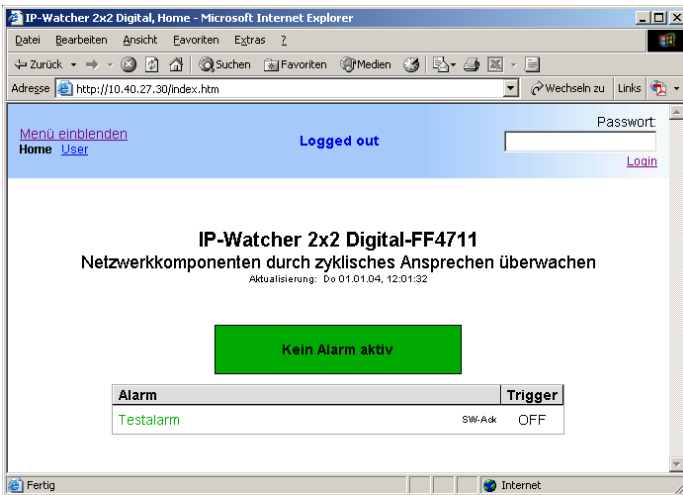 IP-Watcher 2x2 Digital, Home - Microsoft Internet Explorer
Datei Bearbeiten Ansicht Favoriten Extras ?
Zurück Suchen Favoriten Medien
Adresse http://10.40.27.30/index.htm Wechseln zu Links
Menü einblenden
Home User
Logged out
Passwort:
Login
IP-Watcher 2x2 Digital-FF4711
Netzwerkkomponenten durch zyklisches Ansprechen überwachen
Aktualisierung: Do 01.01.04, 12:01:32
Kein Alarm aktiv
Alarm Trigger
Testalarm SW-Ack OFF
Fertig Internet